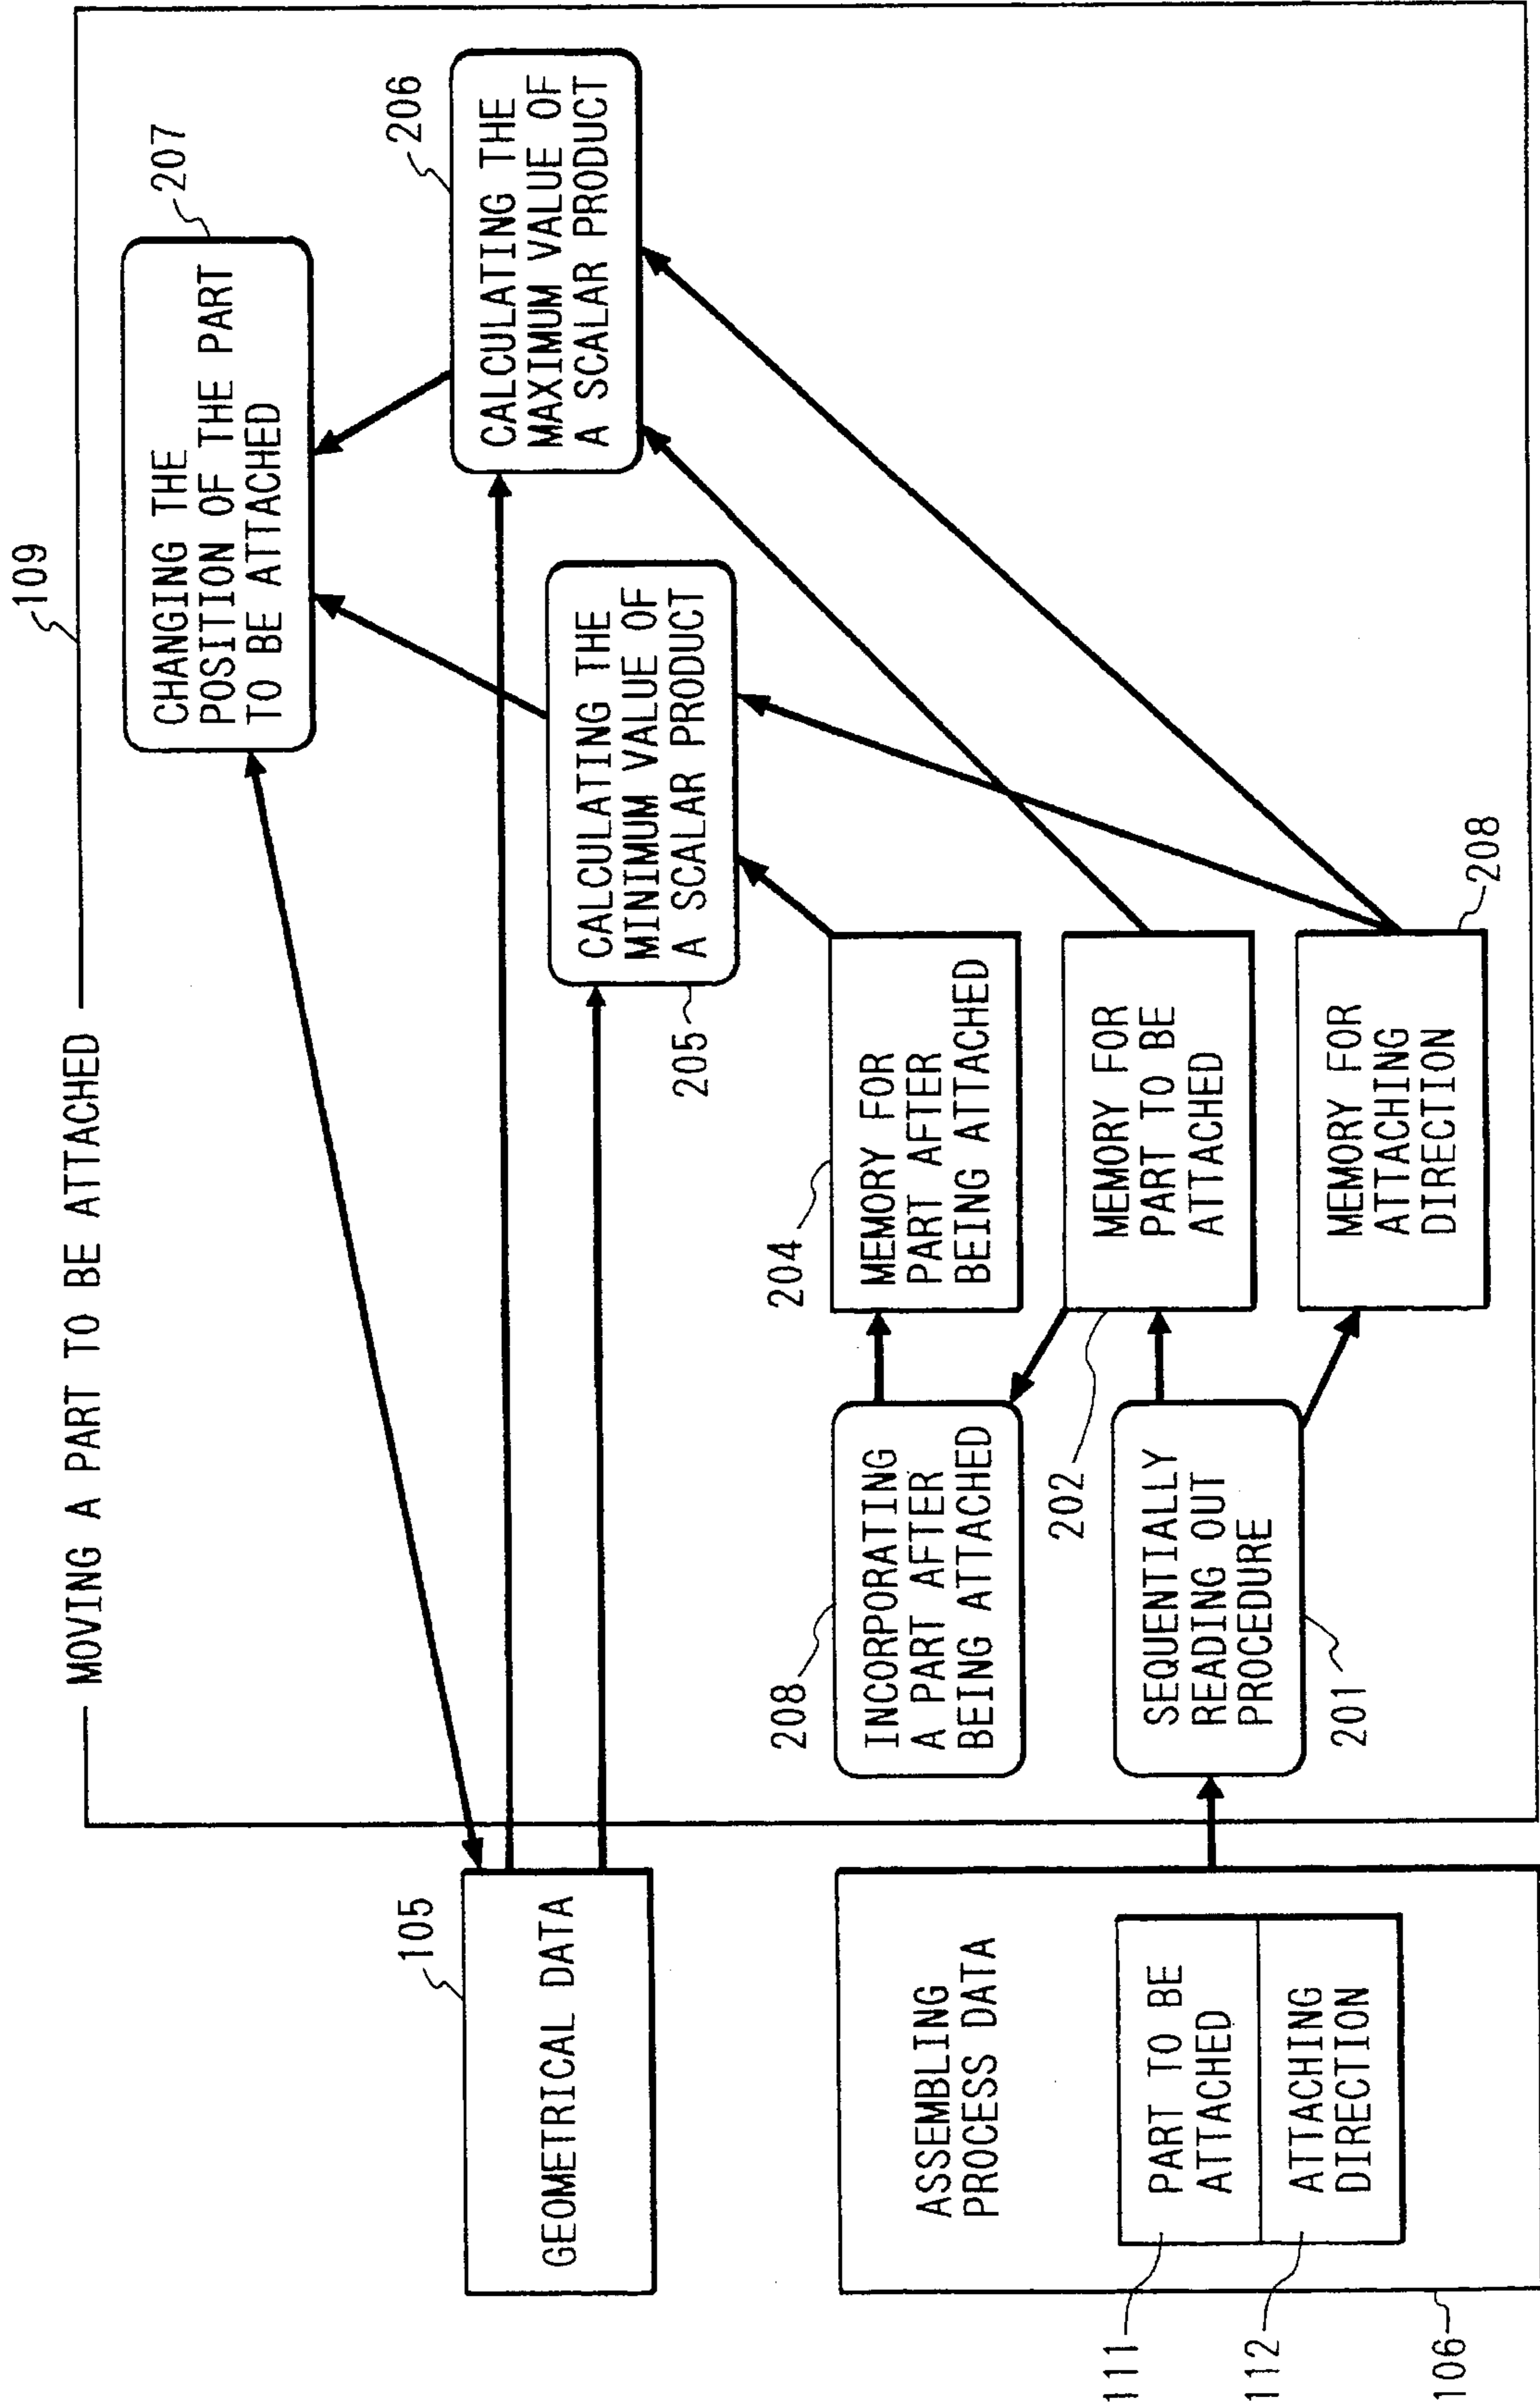 109
MOVING A PART TO BE ATTACHED
207
CHANGING THE
POSITION OF THE PART
TO BE ATTACHED
206
CALCULATING THE
MAXIMUM VALUE OF
A SCALAR PRODUCT
105
GEOMETRICAL DATA
CALCULATING THE
MINIMUM VALUE OF
A SCALAR PRODUCT
205
208
INCORPORATING
A PART AFTER
BEING ATTACHED
204
MEMORY FOR
PART AFTER
BEING ATTACHED
ASSEMBLING
PROCESS DATA
111
PART TO BE
ATTACHED
112
ATTACHING
DIRECTION
106
202
SEQUENTIALLY
READING OUT
PROCEDURE
201
MEMORY FOR
PART TO BE
ATTACHED
MEMORY FOR
ATTACHING
DIRECTION
208